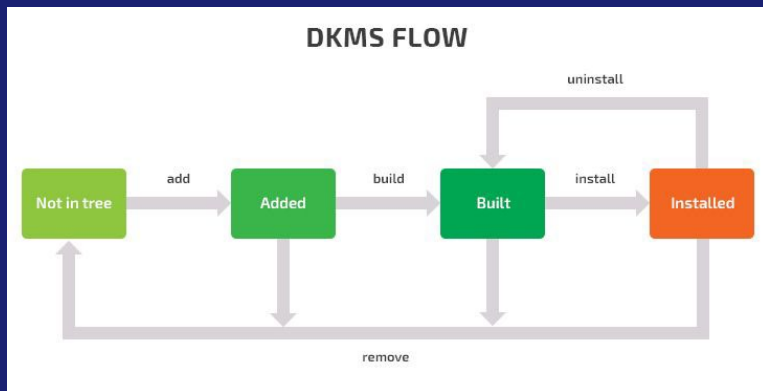 DKMS FLOW
uninstall
add
build
install
Not in tree
Added
Built
Installed
remove